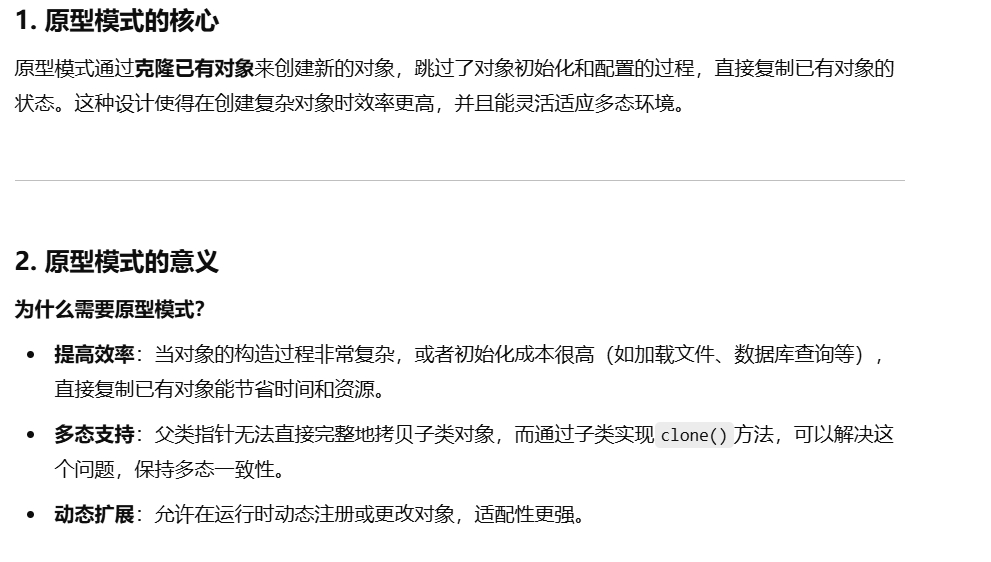 1. 原型模式的核心
原型模式通过克隆已有对象来创建新的对象，跳过了对象初始化和配置的过程，直接复制已有对象的
状态。这种设计使得在创建复杂对象时效率更高，并且能灵活适应多态环境。
2. 原型模式的意义
为什么需要原型模式？
• 提高效率：当对象的构造过程非常复杂，或者初始化成本很高（如加载文件、数据库查询等），
直接复制已有对象能节省时间和资源。
• 多态支持：父类指针无法直接完整地拷贝子类对象，而通过子类实现 clone() 方法，可以解决这
个问题，保持多态一致性。
• 动态扩展：允许在运行时动态注册或更改对象，适配性更强。